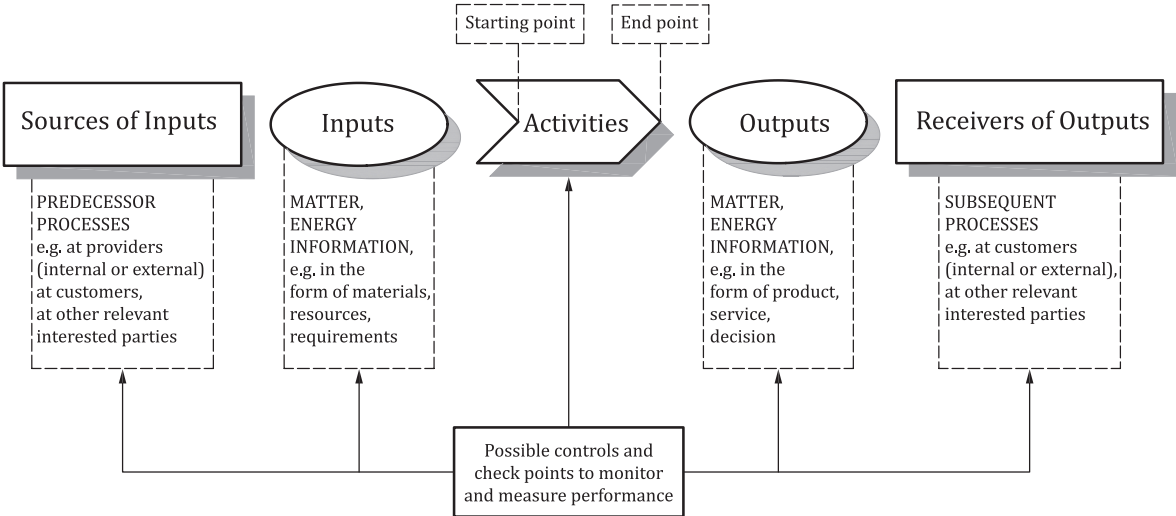 Starting point
End point
Sources of Inputs
Inputs
Activities
Outputs
Receivers of Outputs
PREDECESSOR
PROCESSES
e.g. at providers
(internal or external)
at customers,
at other relevant
interested parties
MATTER,
ENERGY
INFORMATION,
e.g. in the
form of materials,
resources,
requirements
MATTER,
ENERGY
INFORMATION,
e.g. in the
form of product,
service,
decision
SUBSEQUENT
PROCESSES
e.g. at customers
(internal or external),
at other relevant
interested parties
Possible controls and
check points to monitor
and measure performance